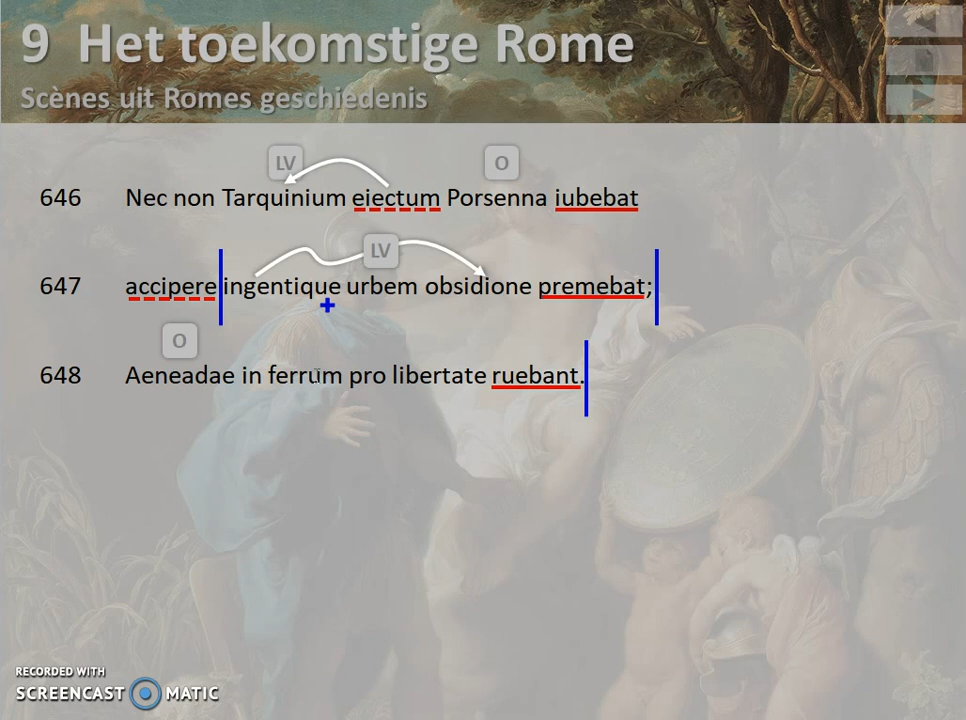 9 Het toekomstige Rome
Scènes uit Romes geschiedenis
LV O
646 Nec non Tarquinium eiectum Porsenna iubebat
LV
647 accipere ingentique urbem obsidione premebat;
+
O
648 Aeneadae in ferrum pro libertate ruebant.
RECORDED WITH
SCREENCAST MATIC